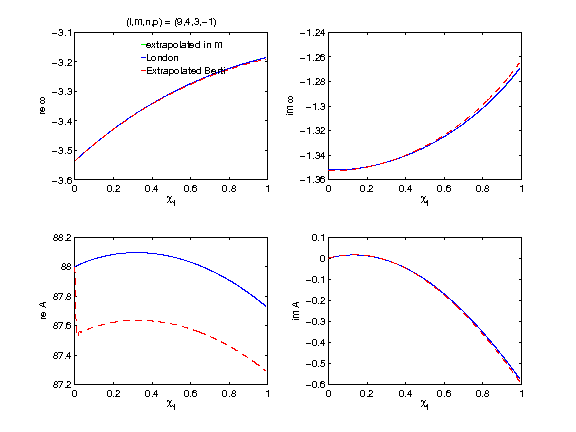 (l,m,n,p) = (9,4,3,−1)
−3.1
−3.2
−3.3
−3.4
−3.5
−3.6
re ω
extrapolated in m
London
Extrapolated Berti
0 0.2 0.4 0.6 0.8 1
χ_f
−1.24
−1.26
−1.28
−1.3
−1.32
−1.34
−1.36
im ω
0 0.2 0.4 0.6 0.8 1
χ_f
88.2
88
87.8
87.6
87.4
87.2
re A
0 0.2 0.4 0.6 0.8 1
χ_f
0.1
0
−0.1
−0.2
−0.3
−0.4
−0.5
−0.6
im A
0 0.2 0.4 0.6 0.8 1
χ_f